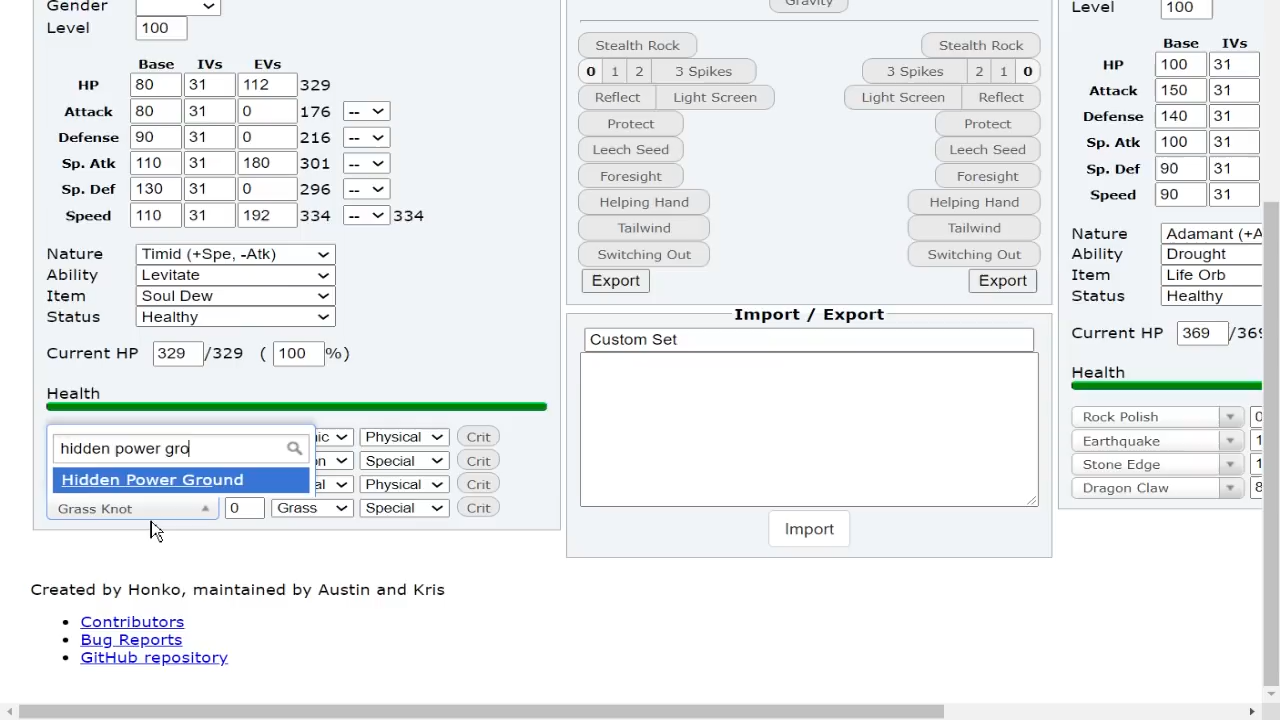 Gender
Level 100
Base IVs EVs
HP 80 31 112 329
Attack 80 31 0 176 --
Defense 90 31 0 216 --
Sp. Atk 110 31 180 301 --
Sp. Def 130 31 0 296 --
Speed 110 31 192 334 -- 334
Nature Timid (+Spe, -Atk)
Ability Levitate
Item Soul Dew
Status Healthy
Current HP 329 /329 ( 100 %)
Health
hidden power gro
Hidden Power Ground
Physical Crit
Special Crit
Physical Crit
Grass Knot 0 Grass Special Crit
Gravity
Stealth Rock Stealth Rock
0 1 2 3 Spikes 3 Spikes 2 1 0
Reflect Light Screen Light Screen Reflect
Protect Protect
Leech Seed Leech Seed
Foresight Foresight
Helping Hand Helping Hand
Tailwind Tailwind
Switching Out Switching Out
Export Export
Import / Export
Custom Set
Import
Level 100
Base IVs
HP 100 31
Attack 150 31
Defense 140 31
Sp. Atk 100 31
Sp. Def 90 31
Speed 90 31
Nature Adamant (+A
Ability Drought
Item Life Orb
Status Healthy
Current HP 369 /369
Health
Rock Polish
Earthquake
Stone Edge
Dragon Claw
Created by Honko, maintained by Austin and Kris
Contributors
Bug Reports
GitHub repository